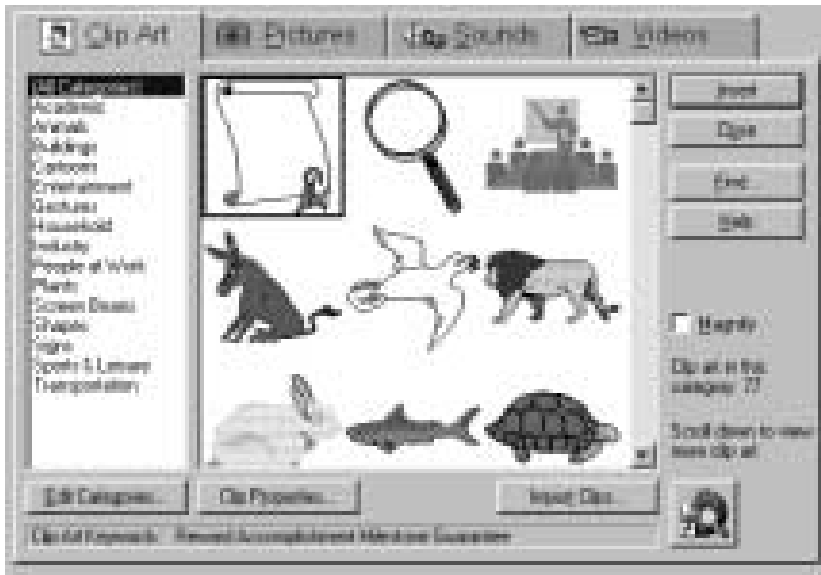 Clip Art
Pictures
Sounds
Videos
(All Categories)
Academic
Animals
Buildings
Cartoons
Entertainment
Gestures
Household
Industry
People at Work
Plants
Screen Beans
Shapes
Signs
Sports & Leisure
Transportation
Insert
Close
Find...
Help
Magnify
Clip art in this
category: 77
Scroll down to view
more clip art
Edit Categories...
Clip Properties...
Import Clips...
Clip Art Keywords: Reward Accomplishment Milestone Guarantee